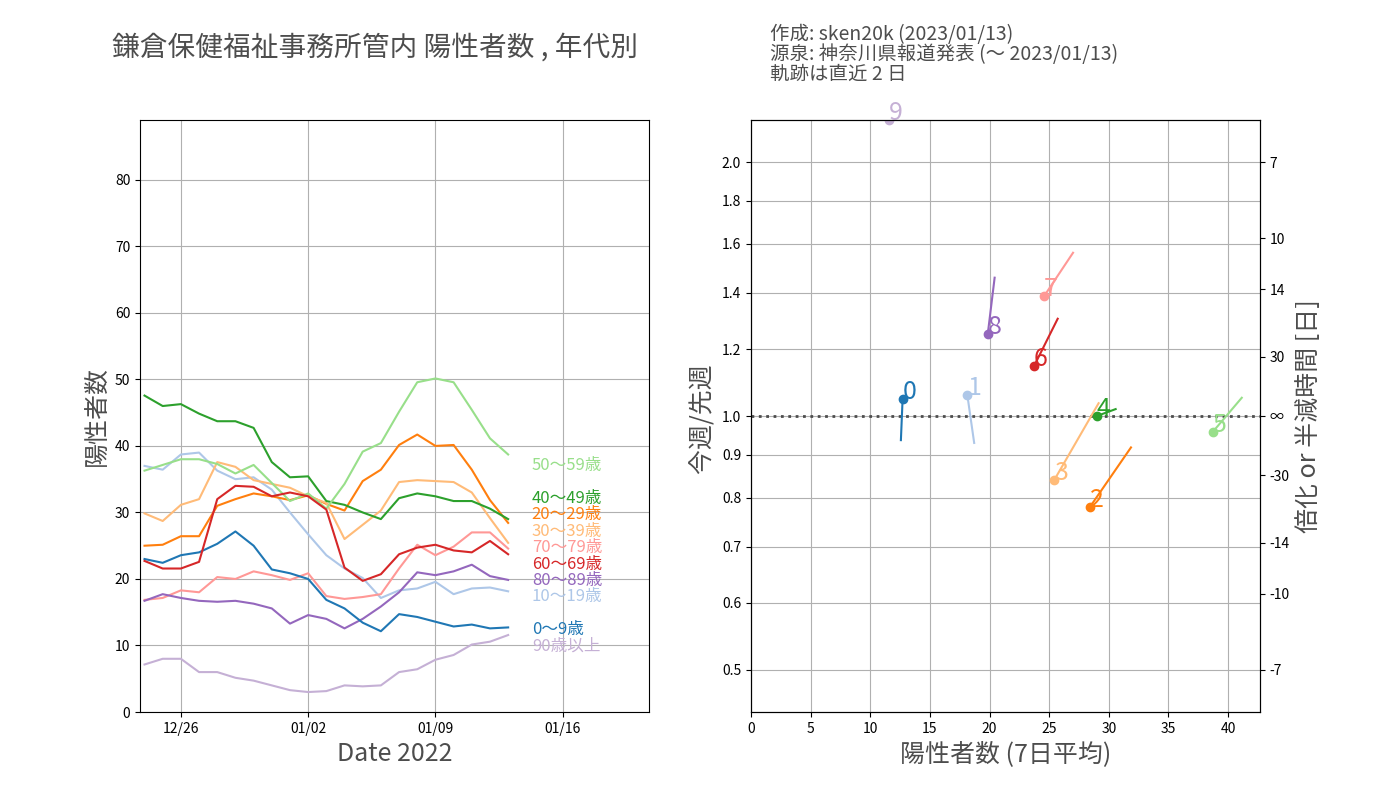 鎌倉保健福祉事務所管内 陽性者数 , 年代別
作成: sken20k (2023/01/13)
源泉: 神奈川県報道発表 (〜 2023/01/13)
軌跡は直近 2 日
陽性者数
80
70
60
50
40
30
20
10
0
12/26
01/02
01/09
01/16
Date 2022
50〜59歳
40〜49歳
20〜29歳
30〜39歳
70〜79歳
60〜69歳
80〜89歳
10〜19歳
0〜9歳
90歳以上
今週/先週
2.0
1.8
1.6
1.4
1.2
1.0
0.9
0.8
0.7
0.6
0.5
9
7
8
6
1
0
4
5
3
2
0
5
10
15
20
25
30
35
40
陽性者数 (7日平均)
7
10
14
30
∞
-30
-14
-10
-7
倍化 or 半減時間 [日]